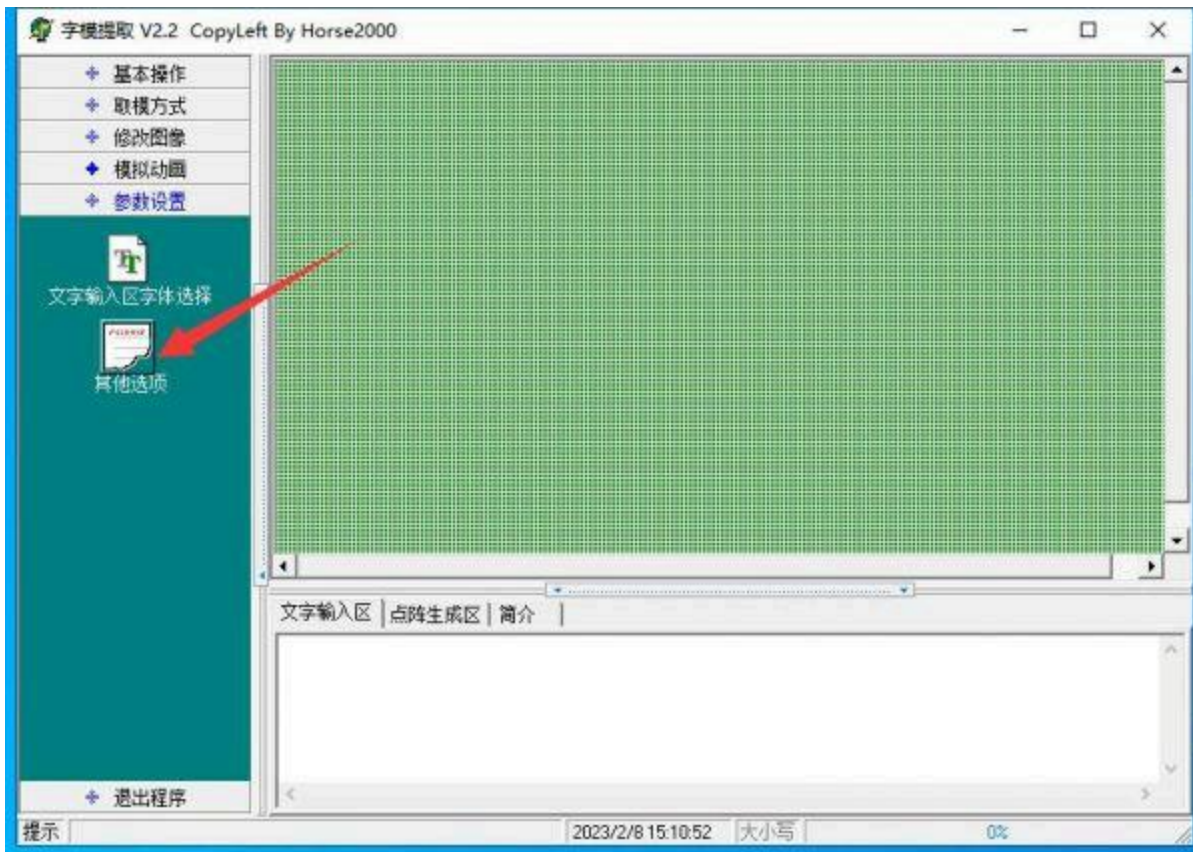 字模提取 V2.2 CopyLeft By Horse2000
基本操作
取模方式
修改图像
模拟动画
参数设置
文字输入区字体选择
其他选项
文字输入区 点阵生成区 简介
退出程序
提示 2023/2/8 15:10:52 大小写 0%